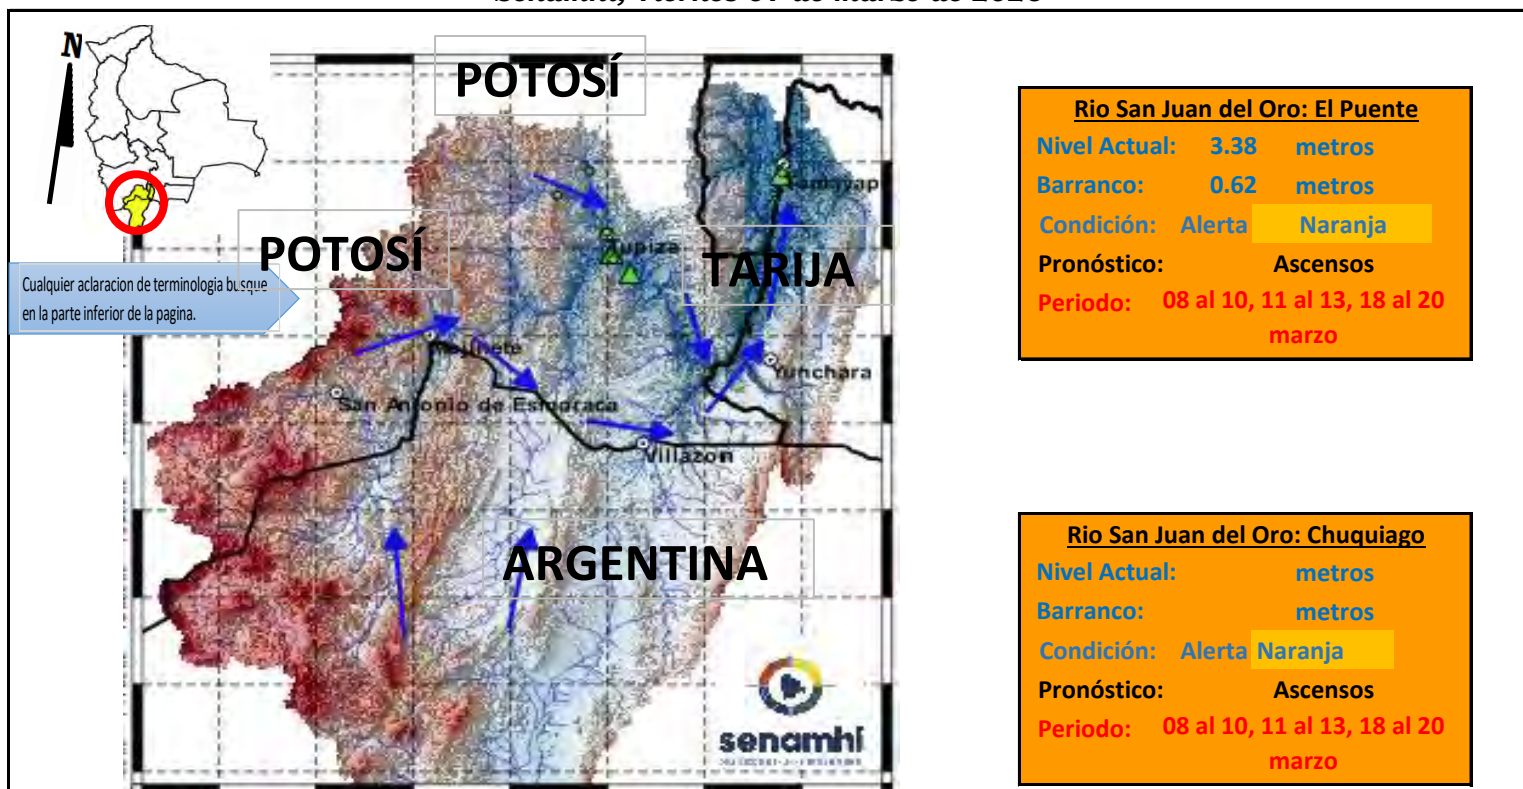 N
POTOSÍ
POTOSÍ
TARIJA
ARGENTINA
Cualquier aclaracion de terminologia busque
en la parte inferior de la pagina.
Tupiza
San Antonio de Esmoraca
Yunchara
Villazon
senamhi
Rio San Juan del Oro: El Puente
Nivel Actual: 3.38 metros
Barranco: 0.62 metros
Condición: Alerta Naranja
Pronóstico: Ascensos
Periodo: 08 al 10, 11 al 13, 18 al 20
marzo
Rio San Juan del Oro: Chuquiago
Nivel Actual: metros
Barranco: metros
Condición: Alerta Naranja
Pronóstico: Ascensos
Periodo: 08 al 10, 11 al 13, 18 al 20
marzo